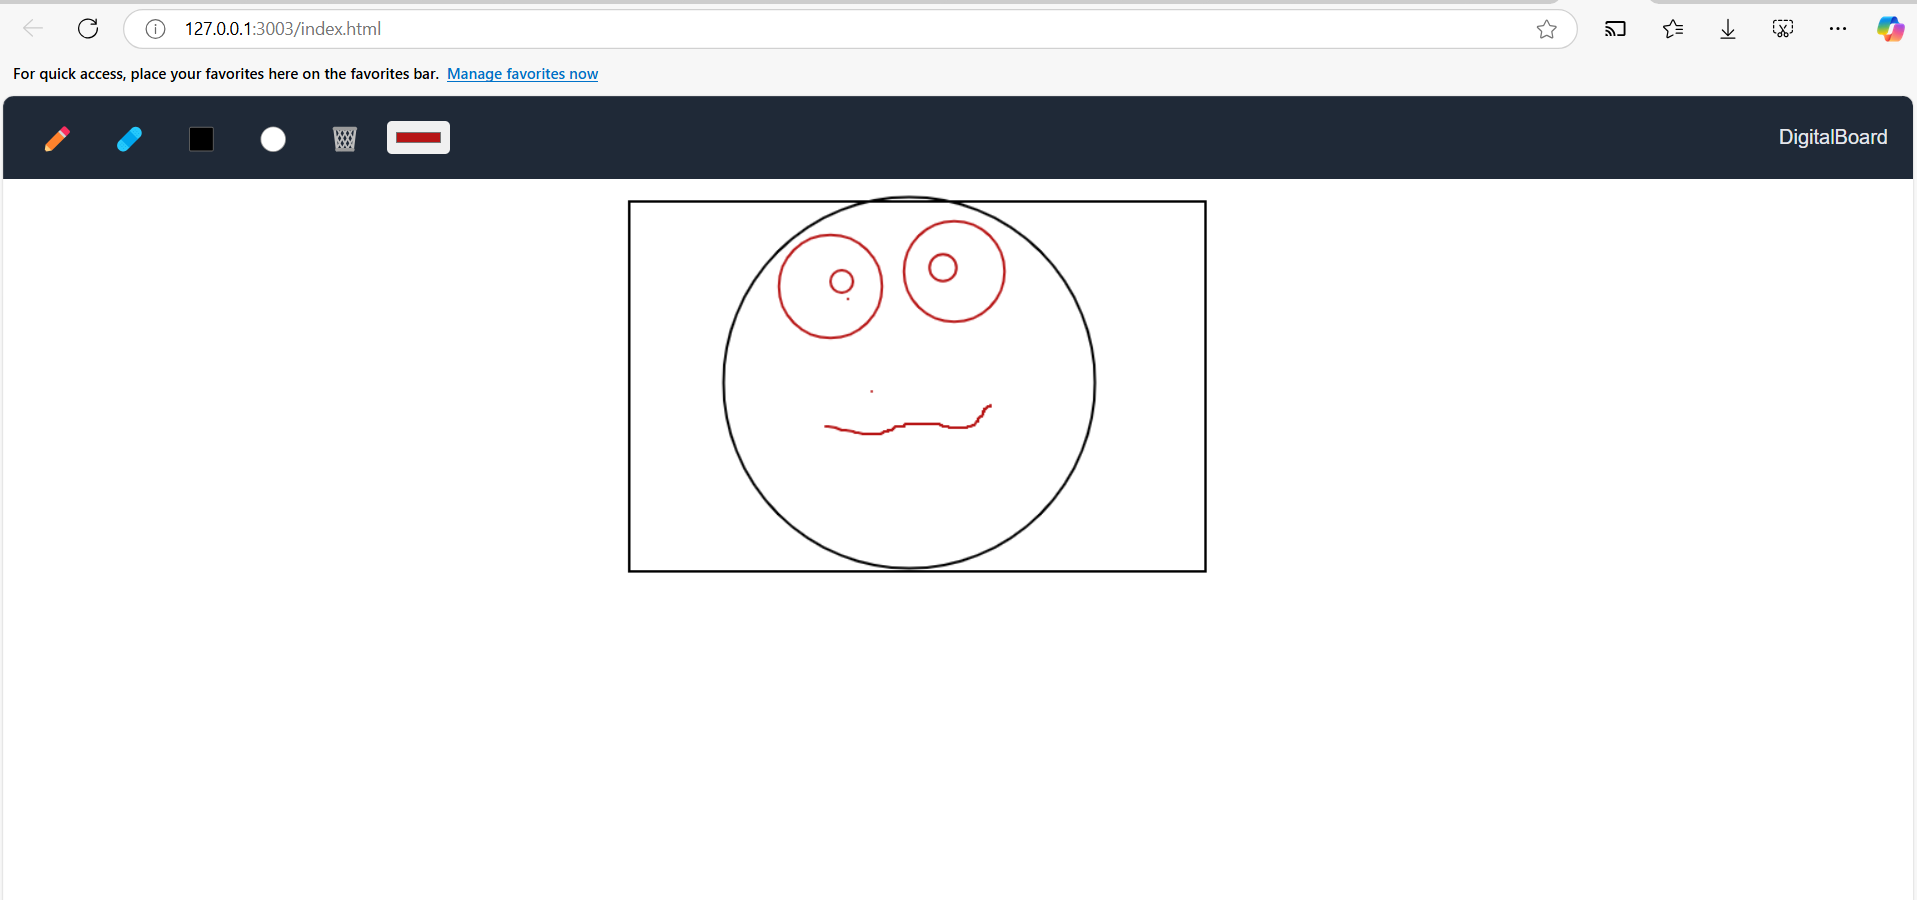 127.0.0.1:3003/index.html
For quick access, place your favorites here on the favorites bar. Manage favorites now
DigitalBoard